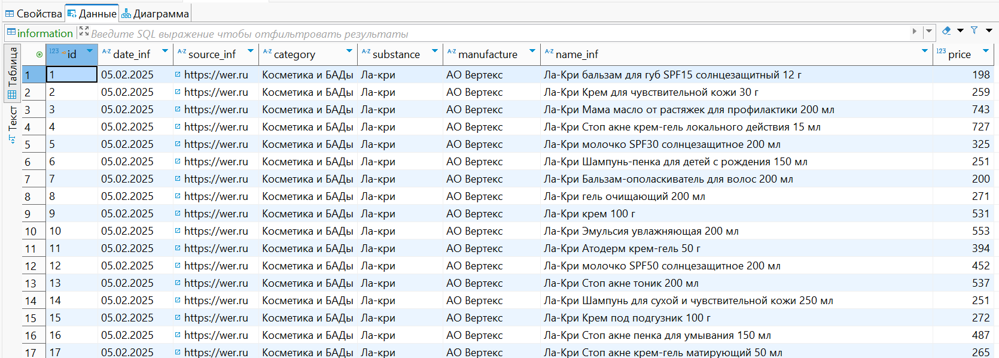 Свойства Данные Диаграмма
information Введите SQL выражение чтобы отфильтровать результаты
Таблица
Текст
123 id A-Z date_inf A-Z source_inf A-Z category A-Z substance A-Z manufacture A-Z name_inf 123 price
1 1 05.02.2025 https://wer.ru Косметика и БАДы Ла-кри АО Вертекс Ла-Кри бальзам для губ SPF15 солнцезащитный 12 г 198
2 2 05.02.2025 https://wer.ru Косметика и БАДы Ла-кри АО Вертекс Ла-Кри Крем для чувствительной кожи 30 г 259
3 3 05.02.2025 https://wer.ru Косметика и БАДы Ла-кри АО Вертекс Ла-Кри Мама масло от растяжек для профилактики 200 мл 743
4 4 05.02.2025 https://wer.ru Косметика и БАДы Ла-кри АО Вертекс Ла-Кри Стоп акне крем-гель локального действия 15 мл 727
5 5 05.02.2025 https://wer.ru Косметика и БАДы Ла-кри АО Вертекс Ла-Кри молочко SPF30 солнцезащитное 200 мл 325
6 6 05.02.2025 https://wer.ru Косметика и БАДы Ла-кри АО Вертекс Ла-Кри Шампунь-пенка для детей с рождения 150 мл 251
7 7 05.02.2025 https://wer.ru Косметика и БАДы Ла-кри АО Вертекс Ла-Кри Бальзам-ополаскиватель для волос 200 мл 200
8 8 05.02.2025 https://wer.ru Косметика и БАДы Ла-кри АО Вертекс Ла-Кри гель очищающий 200 мл 271
9 9 05.02.2025 https://wer.ru Косметика и БАДы Ла-кри АО Вертекс Ла-Кри крем 100 г 531
10 10 05.02.2025 https://wer.ru Косметика и БАДы Ла-кри АО Вертекс Ла-Кри Эмульсия увлажняющая 200 мл 553
11 11 05.02.2025 https://wer.ru Косметика и БАДы Ла-кри АО Вертекс Ла-Кри Атодерм крем-гель 50 г 394
12 12 05.02.2025 https://wer.ru Косметика и БАДы Ла-кри АО Вертекс Ла-Кри молочко SPF50 солнцезащитное 200 мл 452
13 13 05.02.2025 https://wer.ru Косметика и БАДы Ла-кри АО Вертекс Ла-Кри Стоп акне тоник 200 мл 537
14 14 05.02.2025 https://wer.ru Косметика и БАДы Ла-кри АО Вертекс Ла-Кри Шампунь для сухой и чувствительной кожи 250 мл 251
15 15 05.02.2025 https://wer.ru Косметика и БАДы Ла-кри АО Вертекс Ла-Кри Крем под подгузник 100 г 272
16 16 05.02.2025 https://wer.ru Косметика и БАДы Ла-кри АО Вертекс Ла-Кри Стоп акне пенка для умывания 150 мл 487
17 17 05.02.2025 https://wer.ru Косметика и БАДы Ла-кри АО Вертекс Ла-Кри Стоп акне крем-гель матирующий 50 мл 265